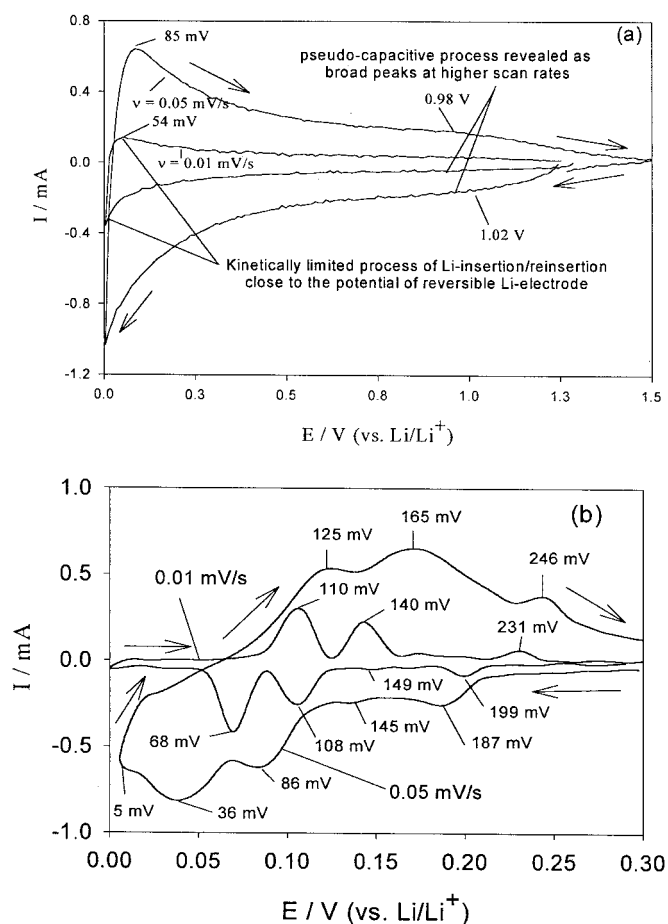 (a)
0.8
85 mV
pseudo-capacitive process revealed as
broad peaks at higher scan rates
0.4
ν = 0.05 mV/s
0.98 V
54 mV
ν = 0.01 mV/s
0.0
I / mA
-0.4
1.02 V
Kinetically limited process of Li-insertion/reinsertion
close to the potential of reversible Li-electrode
-0.8
-1.2
0.0 0.3 0.5 0.8 1.0 1.3 1.5
E / V (vs. Li/Li⁺)
(b)
1.0
165 mV
125 mV
246 mV
0.5
0.01 mV/s
110 mV
140 mV
231 mV
0.0
I / mA
149 mV
199 mV
68 mV
108 mV
145 mV
187 mV
-0.5
86 mV
0.05 mV/s
5 mV
36 mV
-1.0
0.00 0.05 0.10 0.15 0.20 0.25 0.30
E / V (vs. Li/Li⁺)